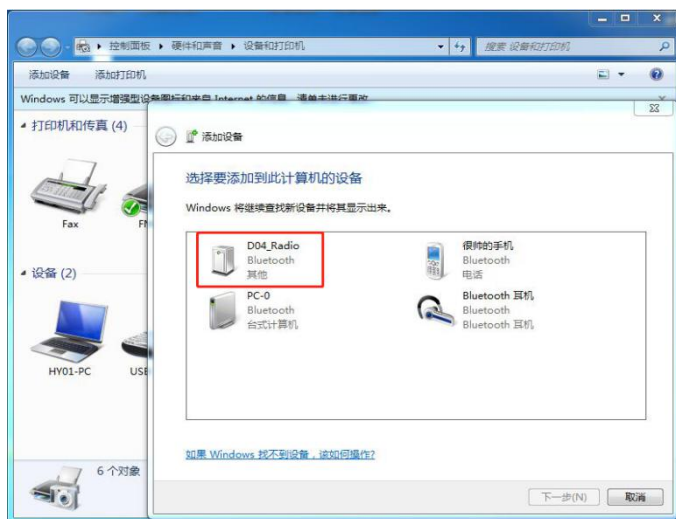 控制面板 ▸ 硬件和声音 ▸ 设备和打印机
搜索 设备和打印机
添加设备 添加打印机
Windows 可以显示增强型设备图标和来自 Internet 的信息。请单击进行更改
打印机和传真 (4)
Fax
设备 (2)
HY01-PC
USB
6 个对象
添加设备
选择要添加到此计算机的设备
Windows 将继续查找新设备并将其显示出来。
D04_Radio
Bluetooth
其他
很帅的手机
Bluetooth
电话
PC-0
Bluetooth
台式计算机
Bluetooth 耳机
Bluetooth
Bluetooth 耳机
如果 Windows 找不到设备，该如何操作?
下一步(N)
取消